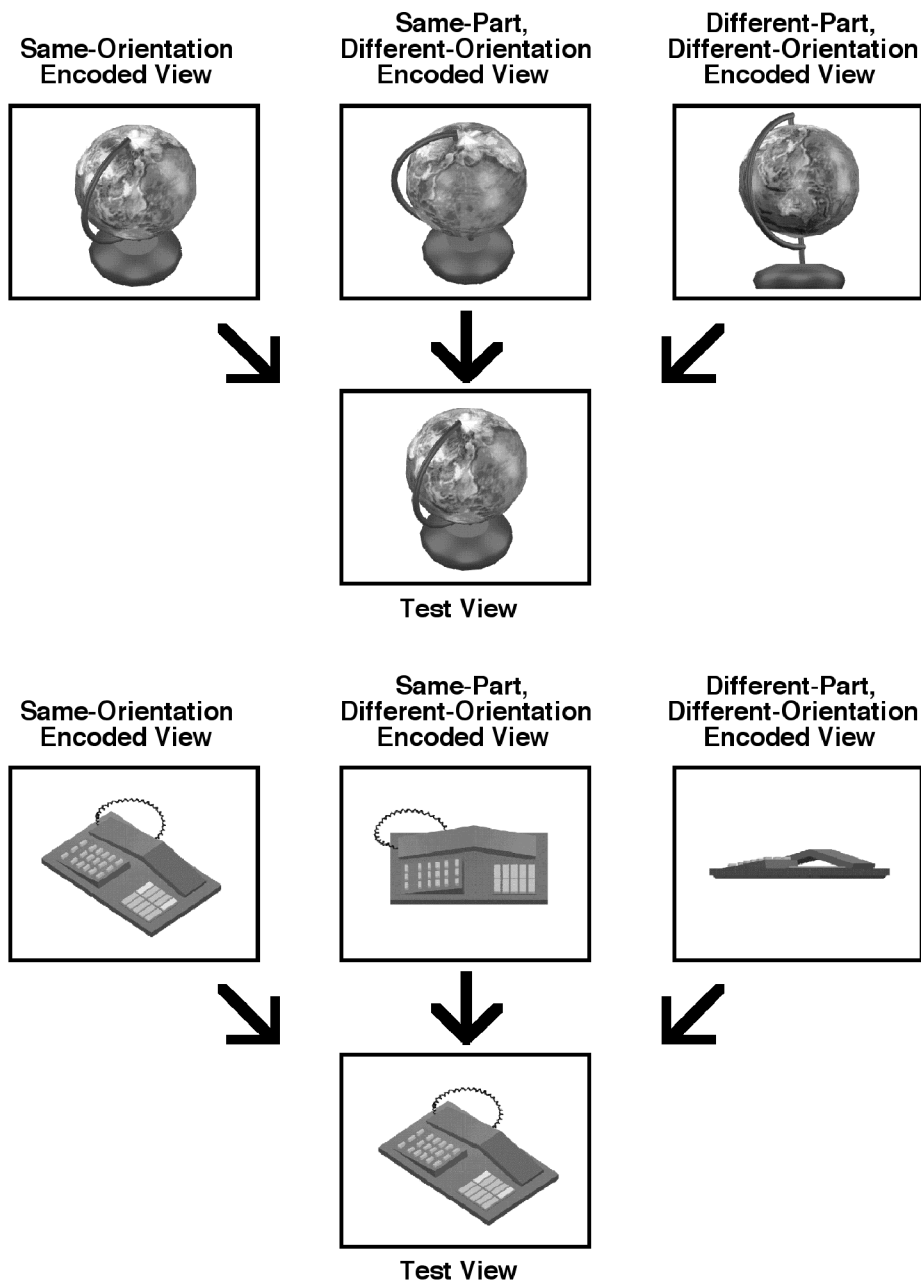 Same-Orientation
Encoded View
Same-Part,
Different-Orientation
Encoded View
Different-Part,
Different-Orientation
Encoded View
Test View
Same-Orientation
Encoded View
Same-Part,
Different-Orientation
Encoded View
Different-Part,
Different-Orientation
Encoded View
Test View